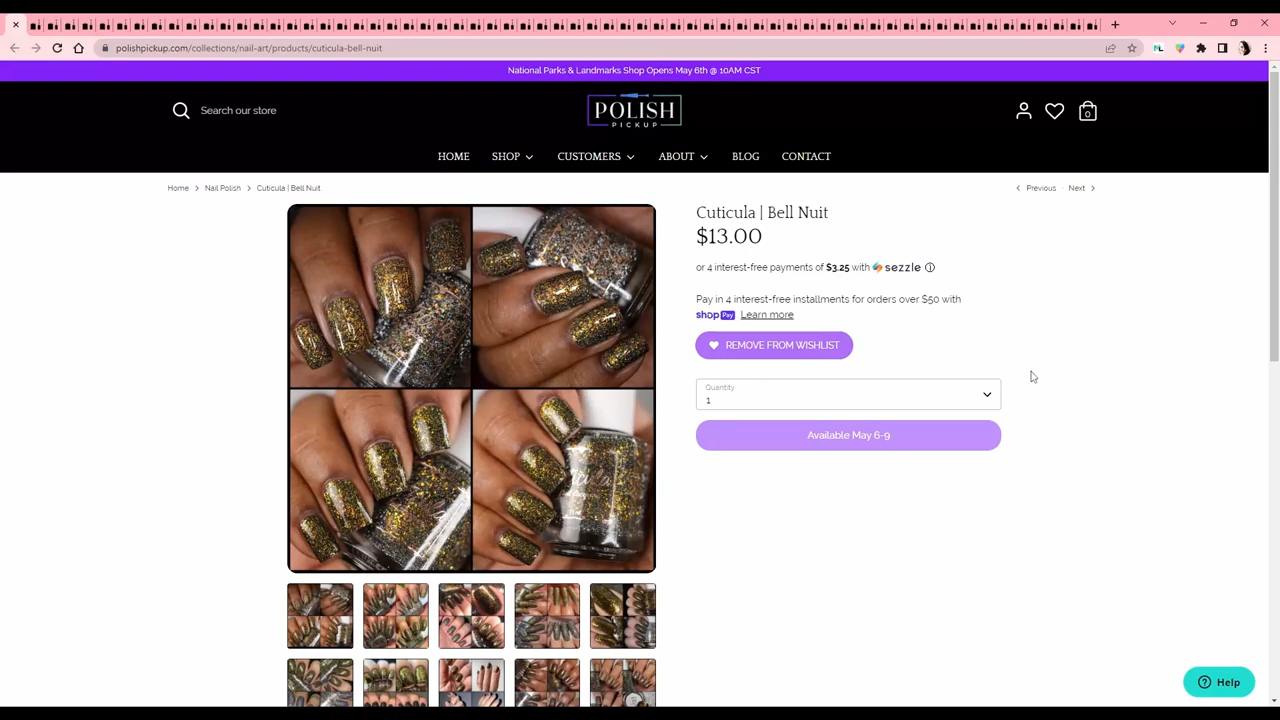 polishpickup.com/collections/nail-art/products/cuticula-bell-nuit
National Parks & Landmarks Shop Opens May 6th @ 10AM CST
Search our store
POLISH
PICKUP
0
HOME SHOP CUSTOMERS ABOUT BLOG CONTACT
Home > Nail Polish > Cuticula | Bell Nuit
< Previous Next >
Cuticula | Bell Nuit
$13.00
or 4 interest-free payments of $3.25 with sezzle
Pay in 4 interest-free installments for orders over $50 with
shop Pay Learn more
REMOVE FROM WISHLIST
Quantity
1
Available May 6-9
Help